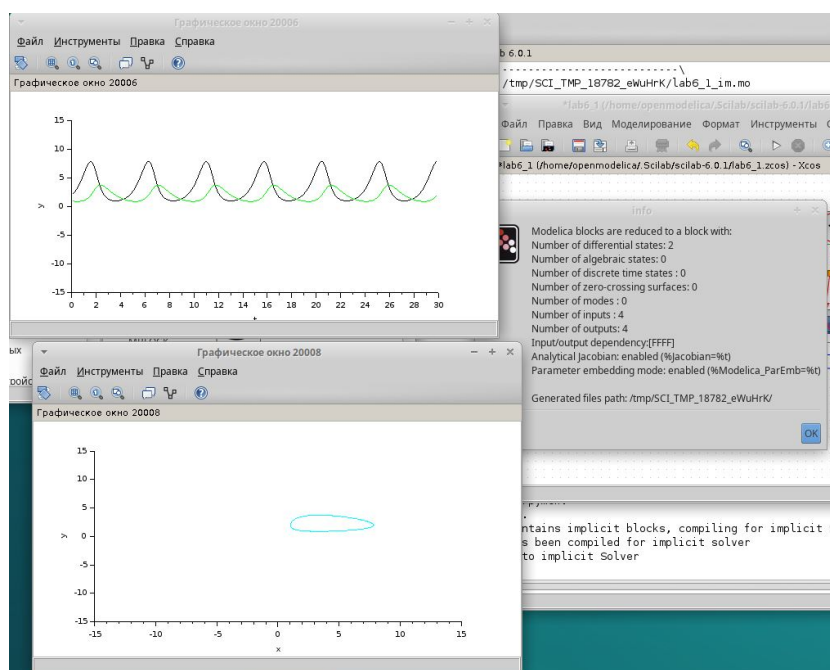 Графическое окно 20006
Файл Инструменты Правка Справка
Графическое окно 20006
15
10
5
y 0
-5
-10
-15
0 2 4 6 8 10 12 14 16 18 20 22 24 26 28 30
t
Графическое окно 20008
Файл Инструменты Правка Справка
Графическое окно 20008
15
10
5
y 0
-5
-10
-15
-15 -10 -5 0 5 10 15
x
6.0.1
/tmp/SCI_TMP_18782_eWuHrK/lab6_1_im.mo
*lab6_1 (/home/openmodelica/.Scilab/scilab-6.0.1/lab6
Файл Правка Вид Моделирование Формат Инструменты
*lab6_1 (/home/openmodelica/.Scilab/scilab-6.0.1/lab6_1.zcos) - Xcos
info
Modelica blocks are reduced to a block with:
Number of differential states: 2
Number of algebraic states: 0
Number of discrete time states : 0
Number of zero-crossing surfaces: 0
Number of modes : 0
Number of inputs : 4
Number of outputs: 4
Input/output dependency:[FFFF]
Analytical Jacobian: enabled (%Jacobian=%t)
Parameter embedding mode: enabled (%Modelica_ParEmb=%t)
Generated files path: /tmp/SCI_TMP_18782_eWuHrK/
OK
ntains implicit blocks, compiling for implicit
s been compiled for implicit solver
to implicit Solver